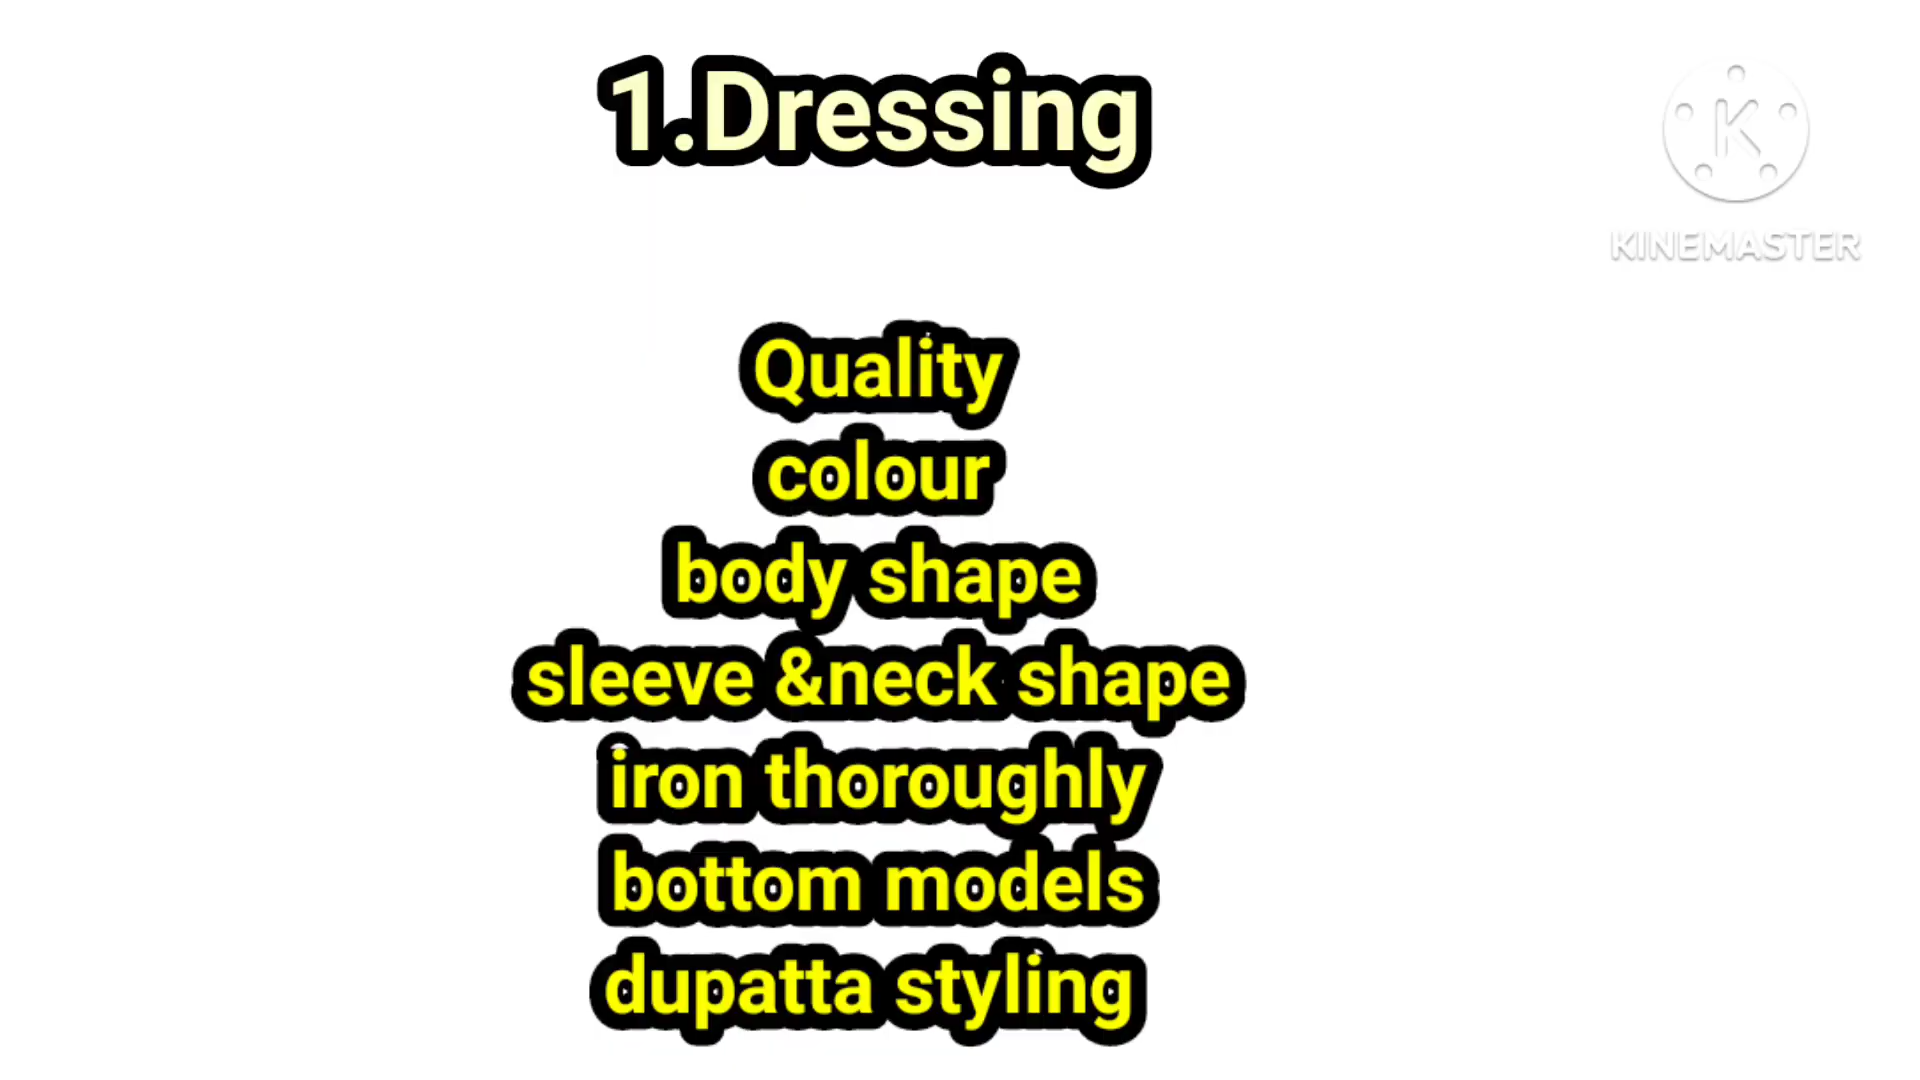 1.Dressing
KINEMASTER
Quality
colour
body shape
sleeve &neck shape
iron thoroughly
bottom models
dupatta styling